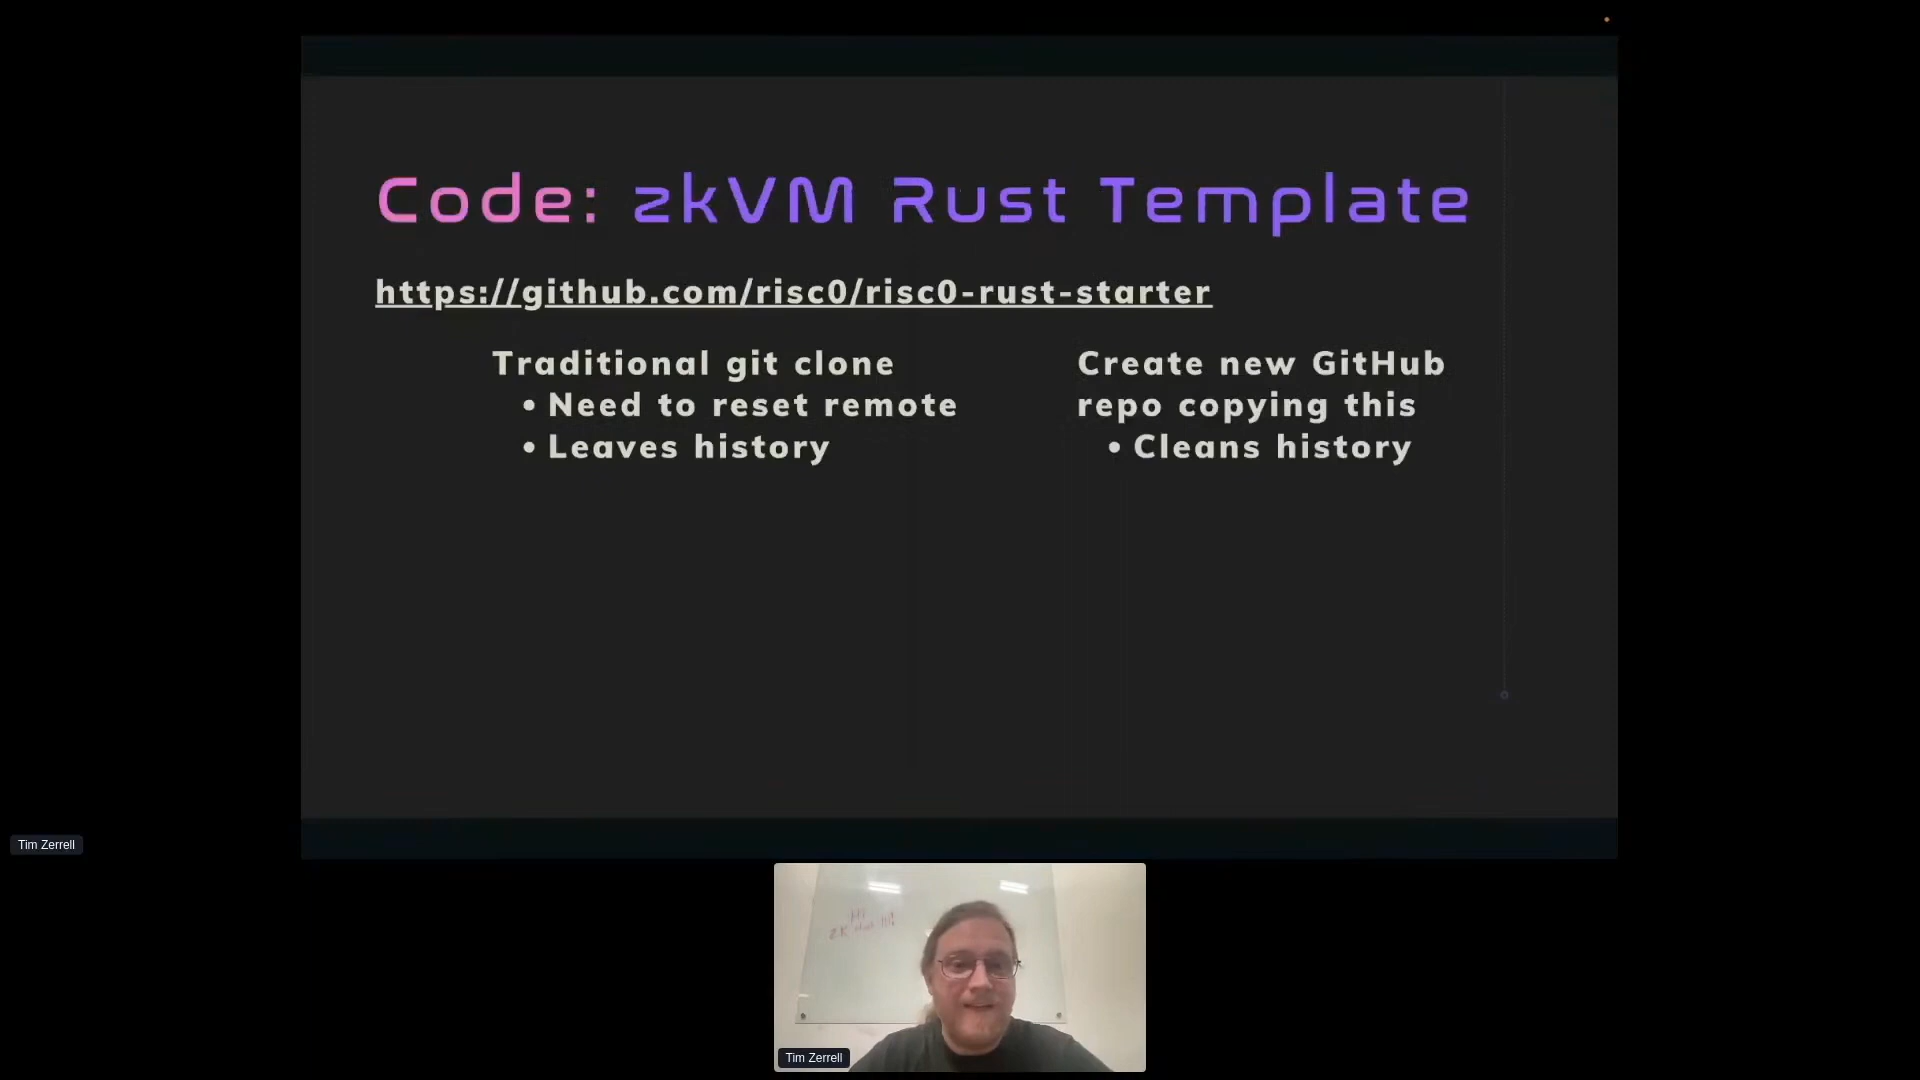 Code: zkVM Rust Template
https://github.com/risc0/risc0-rust-starter
Traditional git clone
• Need to reset remote
• Leaves history
Create new GitHub
repo copying this
• Cleans history
Tim Zerrell
Tim Zerrell